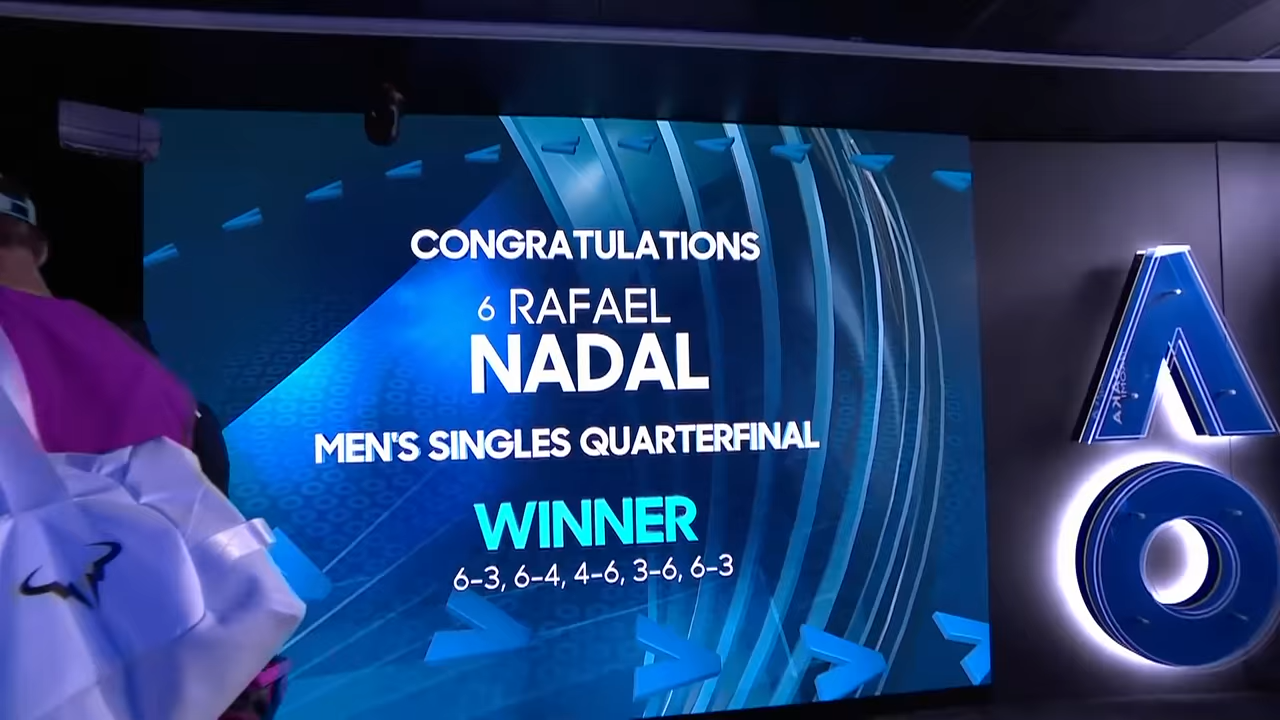 CONGRATULATIONS
6 RAFAEL
NADAL
MEN'S SINGLES QUARTERFINAL
WINNER
6-3, 6-4, 4-6, 3-6, 6-3
AO